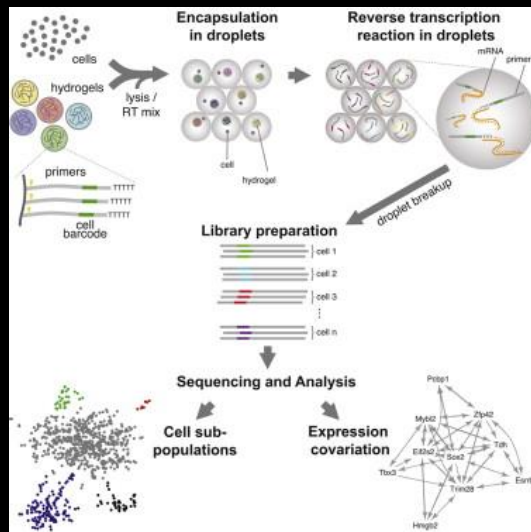 cells
hydrogels
lysis /
RT mix
primers
TTTTT
TTTTT
TTTTT
cell
barcode
Encapsulation
in droplets
cell
hydrogel
Reverse transcription
reaction in droplets
mRNA
primer
droplet breakup
Library preparation
cell 1
cell 2
cell 3
cell n
Sequencing and Analysis
Cell sub-
populations
Expression
covariation
Mybl2
Zfp42
Sox2
Tdh
Tbx3
Trim28
Hmgb2